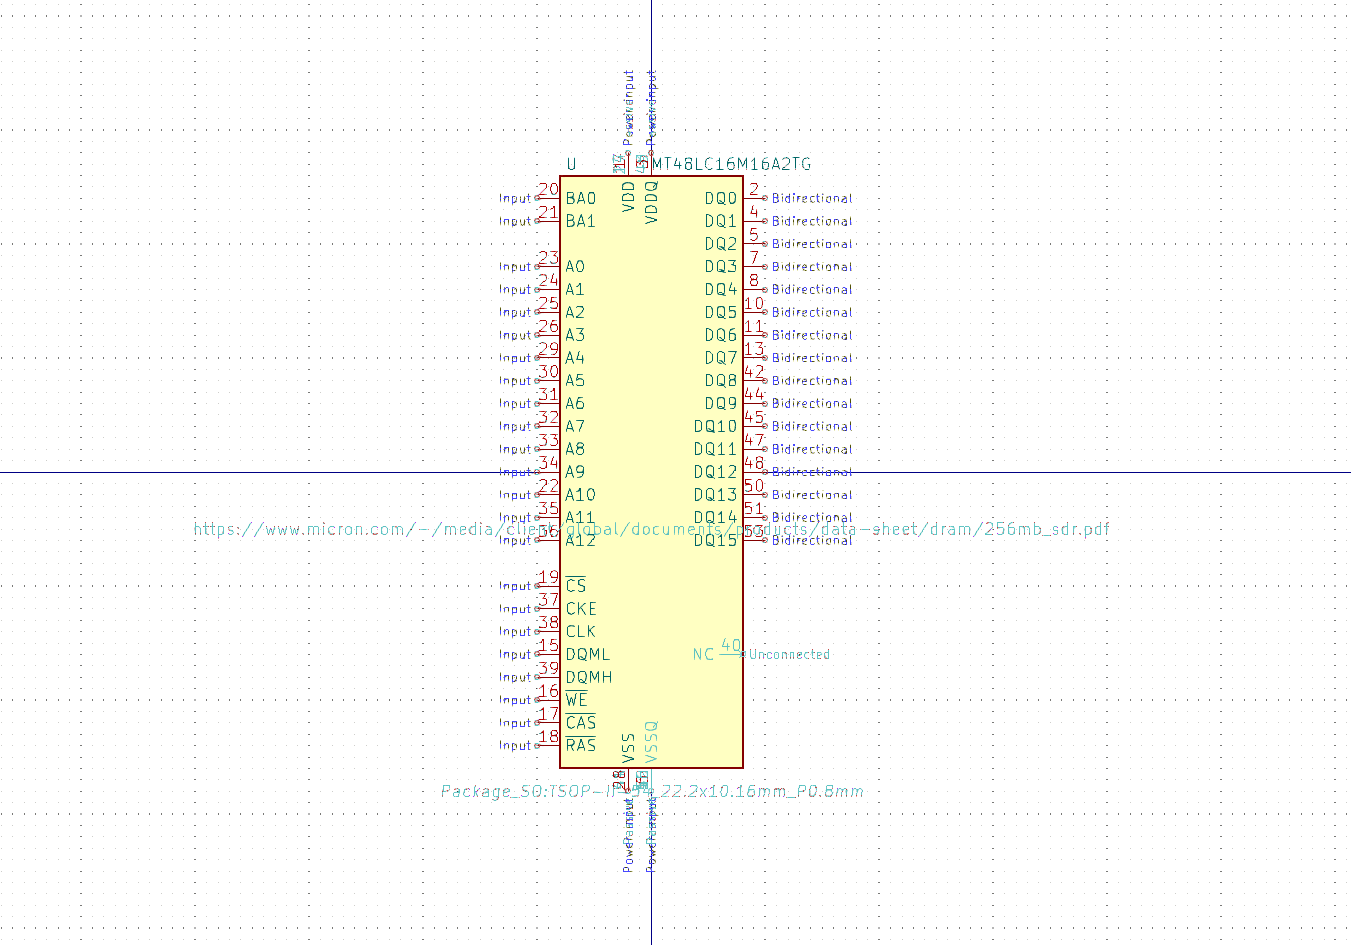 Power input
Power input
U
MT48LC16M16A2TG
VDD
VDDQ
Input 20 BA0
DQ0 2 Bidirectional
Input 21 BA1
DQ1 4 Bidirectional
DQ2 5 Bidirectional
Input 23 A0
DQ3 7 Bidirectional
Input 24 A1
DQ4 8 Bidirectional
Input 25 A2
DQ5 10 Bidirectional
Input 26 A3
DQ6 11 Bidirectional
Input 29 A4
DQ7 13 Bidirectional
Input 30 A5
DQ8 42 Bidirectional
Input 31 A6
DQ9 44 Bidirectional
Input 32 A7
DQ10 45 Bidirectional
Input 33 A8
DQ11 47 Bidirectional
Input 34 A9
DQ12 48 Bidirectional
Input 22 A10
DQ13 50 Bidirectional
Input 35 A11
DQ14 51 Bidirectional
https://www.micron.com/~/media/client/global/documents/products/data-sheet/dram/256mb_sdr.pdf
Input 36 A12
DQ15 53 Bidirectional
Input 19 CS
Input 37 CKE
Input 38 CLK
Input 15 DQML
NC 40 Unconnected
Input 39 DQMH
Input 16 WE
Input 17 CAS
Input 18 RAS
VSS
VSSQ
Package_SO:TSOP-II-54_22.2x10.16mm_P0.8mm
Power input
Power input